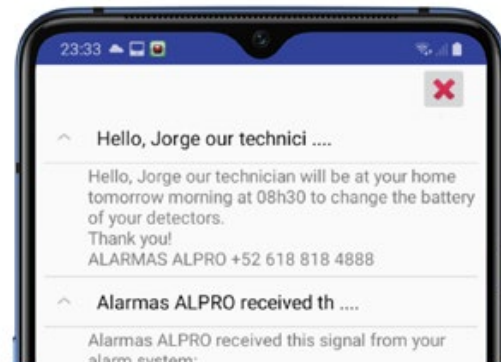 23:33
Hello, Jorge our technici ....
Hello, Jorge our technician will be at your home
tomorrow morning at 08h30 to change the battery
of your detectors.
Thank you!
ALARMAS ALPRO +52 618 818 4888
Alarmas ALPRO received th ....
Alarmas ALPRO received this signal from your
alarm system: